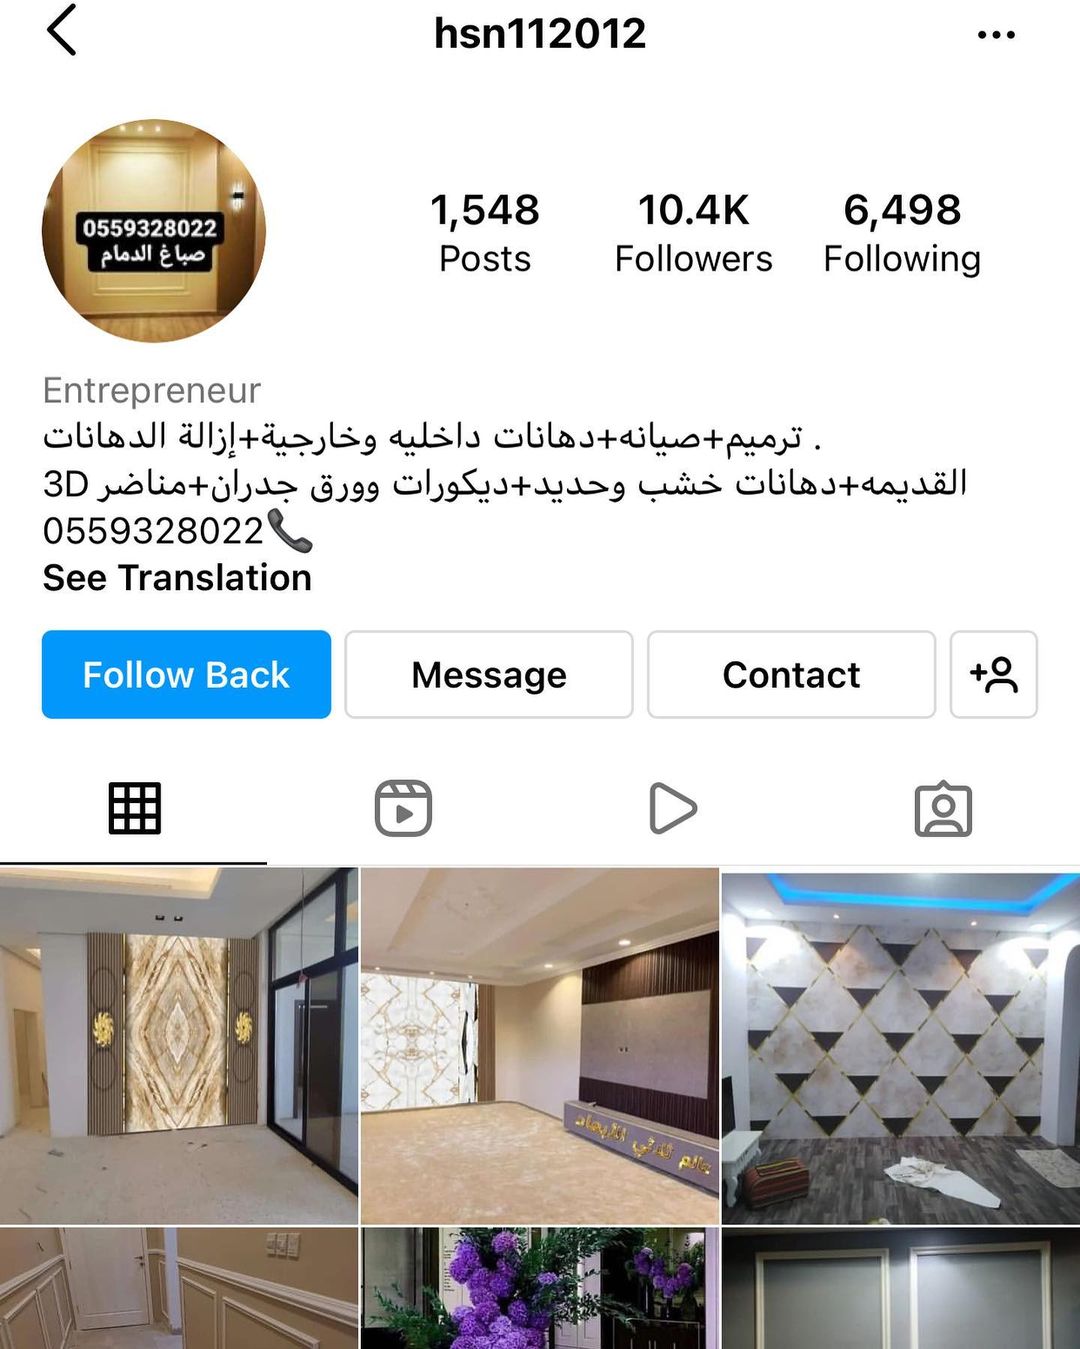 hsn112012
0559328022
صباغ الدمام
1,548
Posts
10.4K
Followers
6,498
Following
Entrepreneur
. ترميم+صيانه+دهانات داخليه وخارجية+إزالة الدهانات
القديمه+دهانات خشب وحديد+ديكورات وورق جدران+مناضر 3D
0559328022📞
See Translation
Follow Back
Message
Contact
عالم ثلاثي الأبعاد